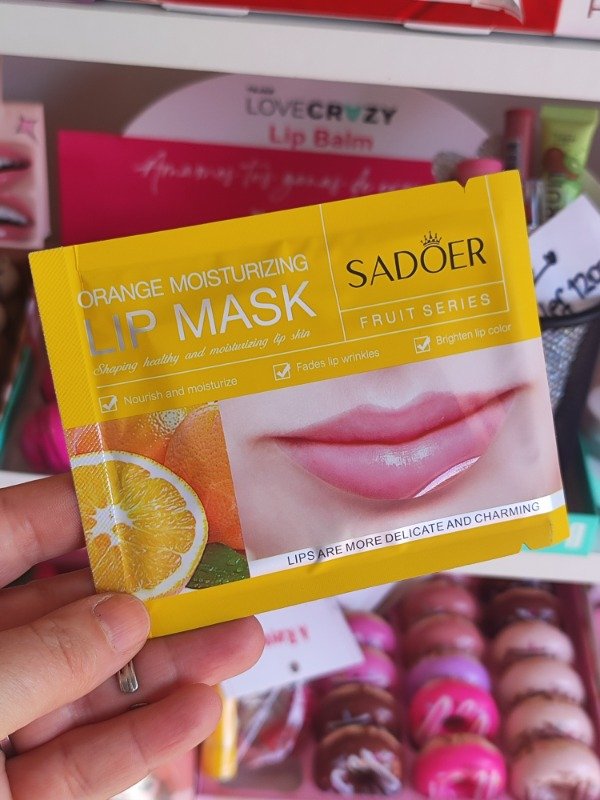 LOVECRAZY
Lip Balm
ORANGE MOISTURIZING
LIP MASK
Shaping healthy and moisturizing lip skin
SADOER
FRUIT SERIES
Nourish and moisturize
Fades lip wrinkles
Brighten lip color
LIPS ARE MORE DELICATE AND CHARMING